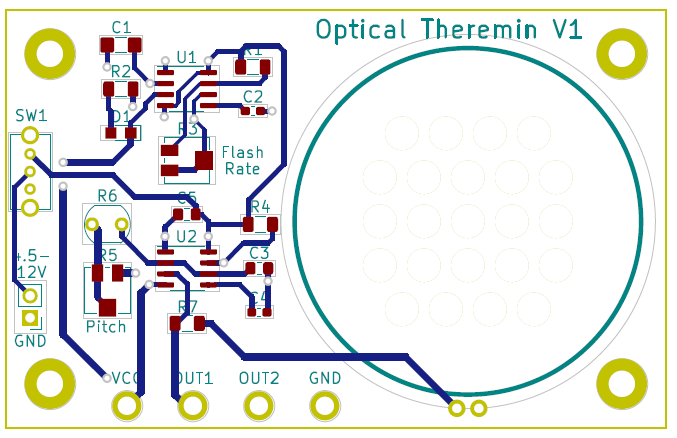 Optical Theremin V1
C1
U1
R1
R2
C2
SW1
D1
R3
Flash
Rate
R6
C5
R4
U2
4.5-
12V
R5
C3
C4
R7
Pitch
GND
VCC
OUT1
OUT2
GND